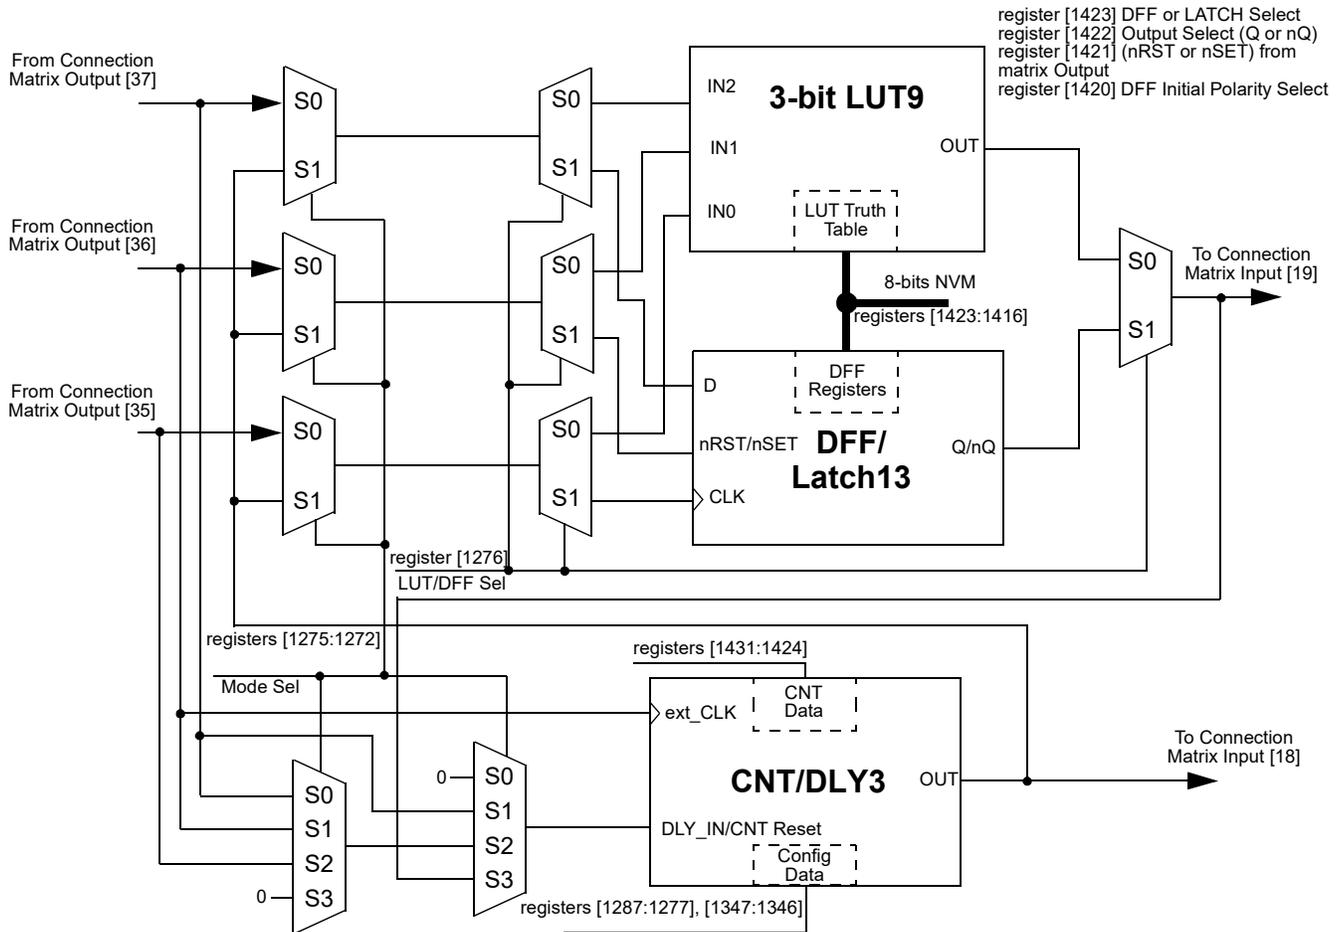 register [1423] DFF or LATCH Select
register [1422] Output Select (Q or nQ)
register [1421] (nRST or nSET) from
matrix Output
register [1420] DFF Initial Polarity Select
From Connection
Matrix Output [37]
S0
S1
S0
S1
IN2
IN1
IN0
3-bit LUT9
OUT
LUT Truth
Table
From Connection
Matrix Output [36]
S0
S1
S0
S1
8-bits NVM
registers [1423:1416]
S0
S1
To Connection
Matrix Input [19]
From Connection
Matrix Output [35]
S0
S1
S0
S1
D
nRST/nSET
CLK
DFF
Registers
DFF/
Latch13
Q/nQ
register [1276]
LUT/DFF Sel
registers [1275:1272]
Mode Sel
registers [1431:1424]
ext_CLK
CNT
Data
CNT/DLY3
OUT
To Connection
Matrix Input [18]
DLY_IN/CNT Reset
Config
Data
S0
S1
S2
S3
0
0
S0
S1
S2
S3
registers [1287:1277], [1347:1346]